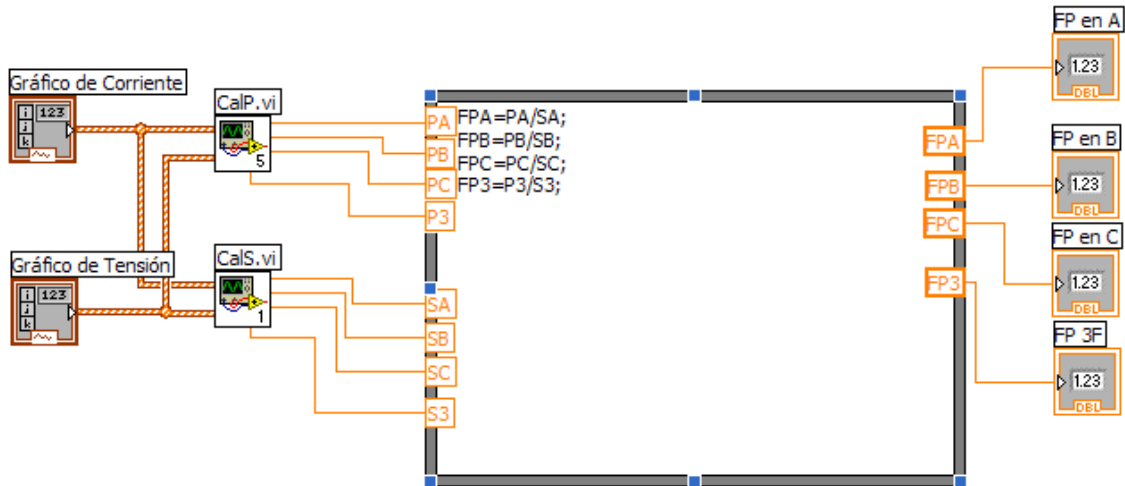 FP en A
1.23
DBL
Gráfico de Corriente
i
j
k
123
CalP.vi
5
PA
PB
PC
P3
FPA=PA/SA;
FPB=PB/SB;
FPC=PC/SC;
FP3=P3/S3;
FPA
FPB
FPC
FP3
FP en B
1.23
DBL
Gráfico de Tensión
i
j
k
123
CalS.vi
1
SA
SB
SC
S3
FP en C
1.23
DBL
FP 3F
1.23
DBL